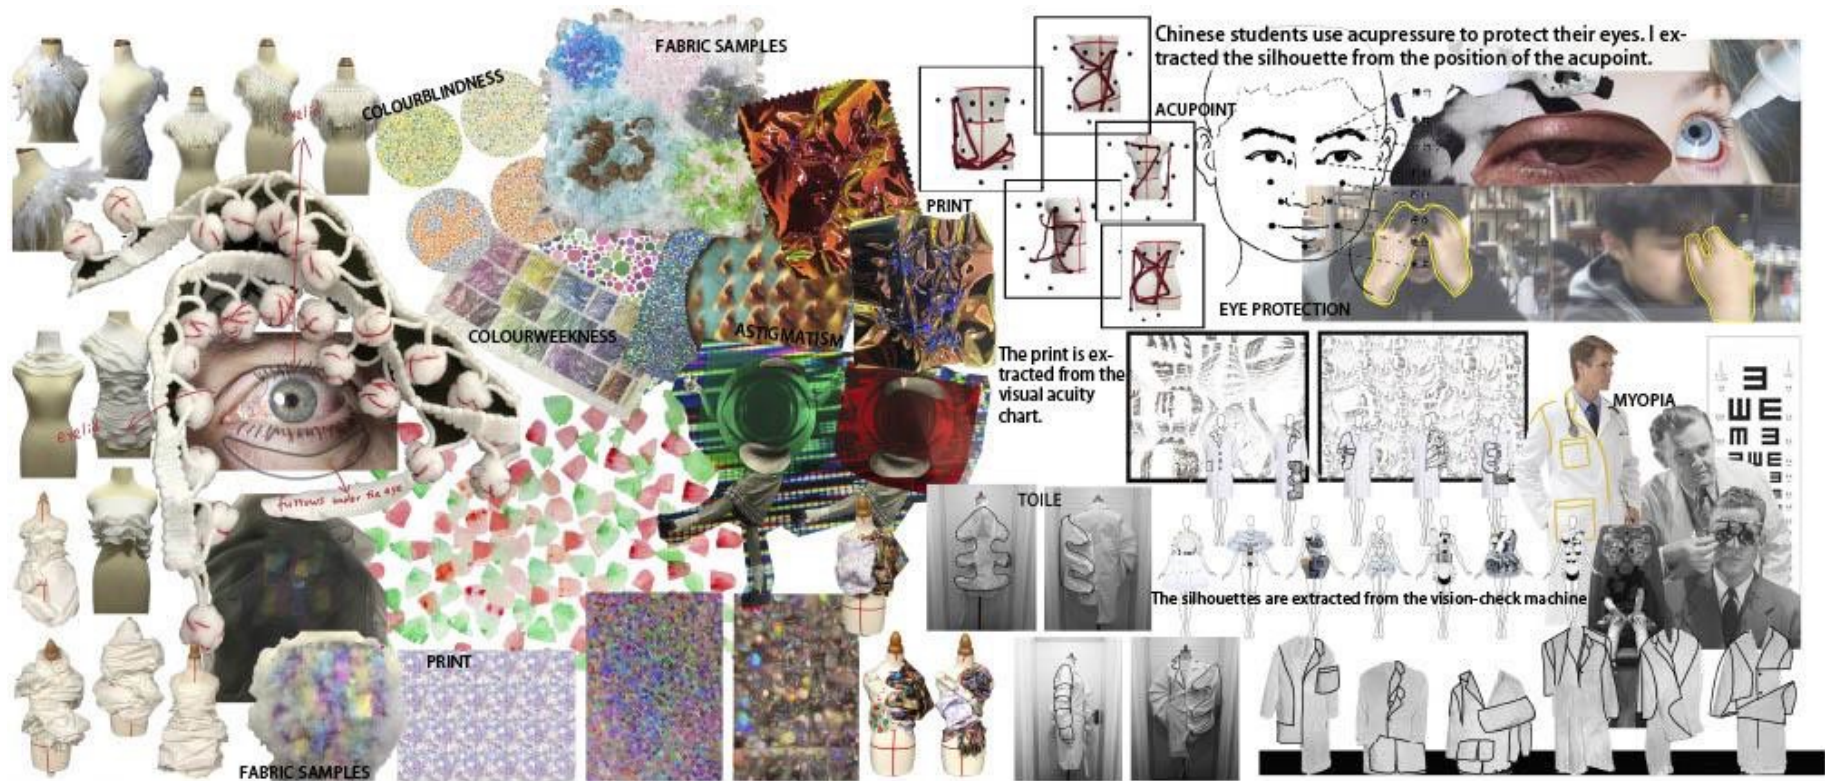 FABRIC SAMPLES
COLOURBLINDNESS
eyelid
Chinese students use acupressure to protect their eyes. I ex-
tracted the silhouette from the position of the acupoint.
ACUPOINT
PRINT
EYE PROTECTION
COLOURWEEKNESS
ASTIGMATISM
The print is ex-
tracted from the
visual acuity
chart.
MYOPIA
eyelid
furrows under the eye
TOILE
The silhouettes are extracted from the vision-check machine
PRINT
FABRIC SAMPLES